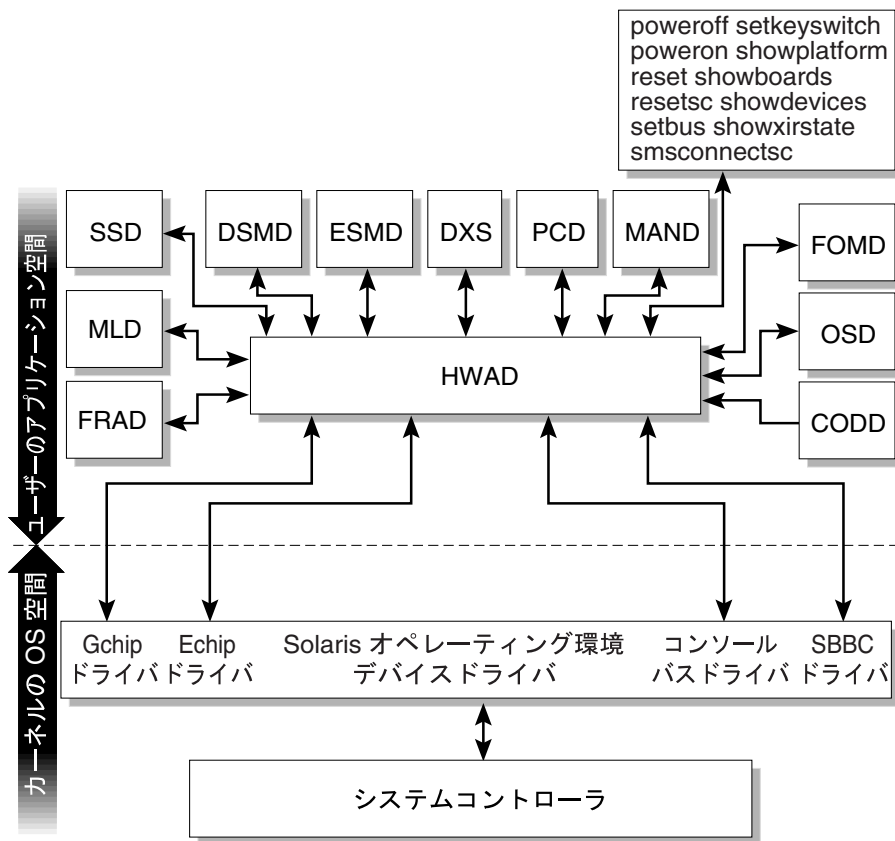 poweroff setkeyswitch
poweron showplatform
reset showboards
resetsc showdevices
setbus showxirstate
smsconnectsc
ユーザーのアプリケーション空間
SSD
DSMD
ESMD
DXS
PCD
MAND
FOMD
MLD
OSD
HWAD
FRAD
CODD
カーネルの OS 空間
Gchip
ドライバ
Echip
ドライバ
Solaris オペレーティング環境
デバイスドライバ
コンソール
バスドライバ
SBBC
ドライバ
システムコントローラ